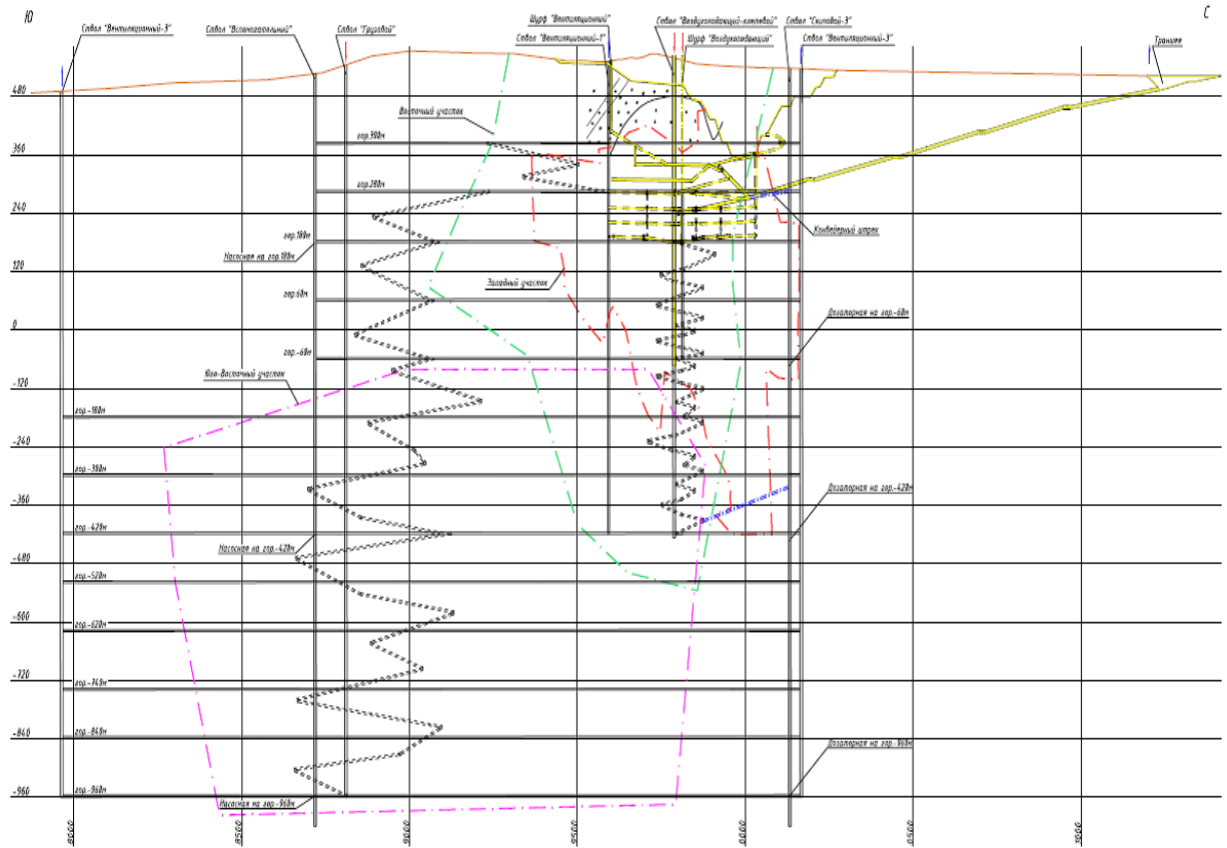 Ю
С
Ствол "Вентиляционный-3"
Ствол "Вспомогательный"
Ствол "Грузовой"
Шурф "Вентиляционный"
Ствол "Вентиляционный-1"
Ствол "Воздухоподающий-клетевой"
Шурф "Воздухоподающий"
Ствол "Скиповой-3"
Ствол "Вентиляционный-3"
Траншея
480
Восточный участок
гор.390м
360
гор.280м
240
гор.180м
Насосная на гор.180м
Конвейерный штрек
120
Западный участок
гор.60м
Дозаторная на гор.-60м
0
гор.-60м
Юго-Восточный участок
-120
гор.-180м
-240
гор.-300м
Дозаторная на гор.-420м
-360
гор.-420м
Насосная на гор.-420м
-480
гор.-520м
-600
гор.-620м
-720
гор.-740м
-840
гор.-840м
Дозаторная на гор.-960м
-960
гор.-960м
Насосная на гор.-960м